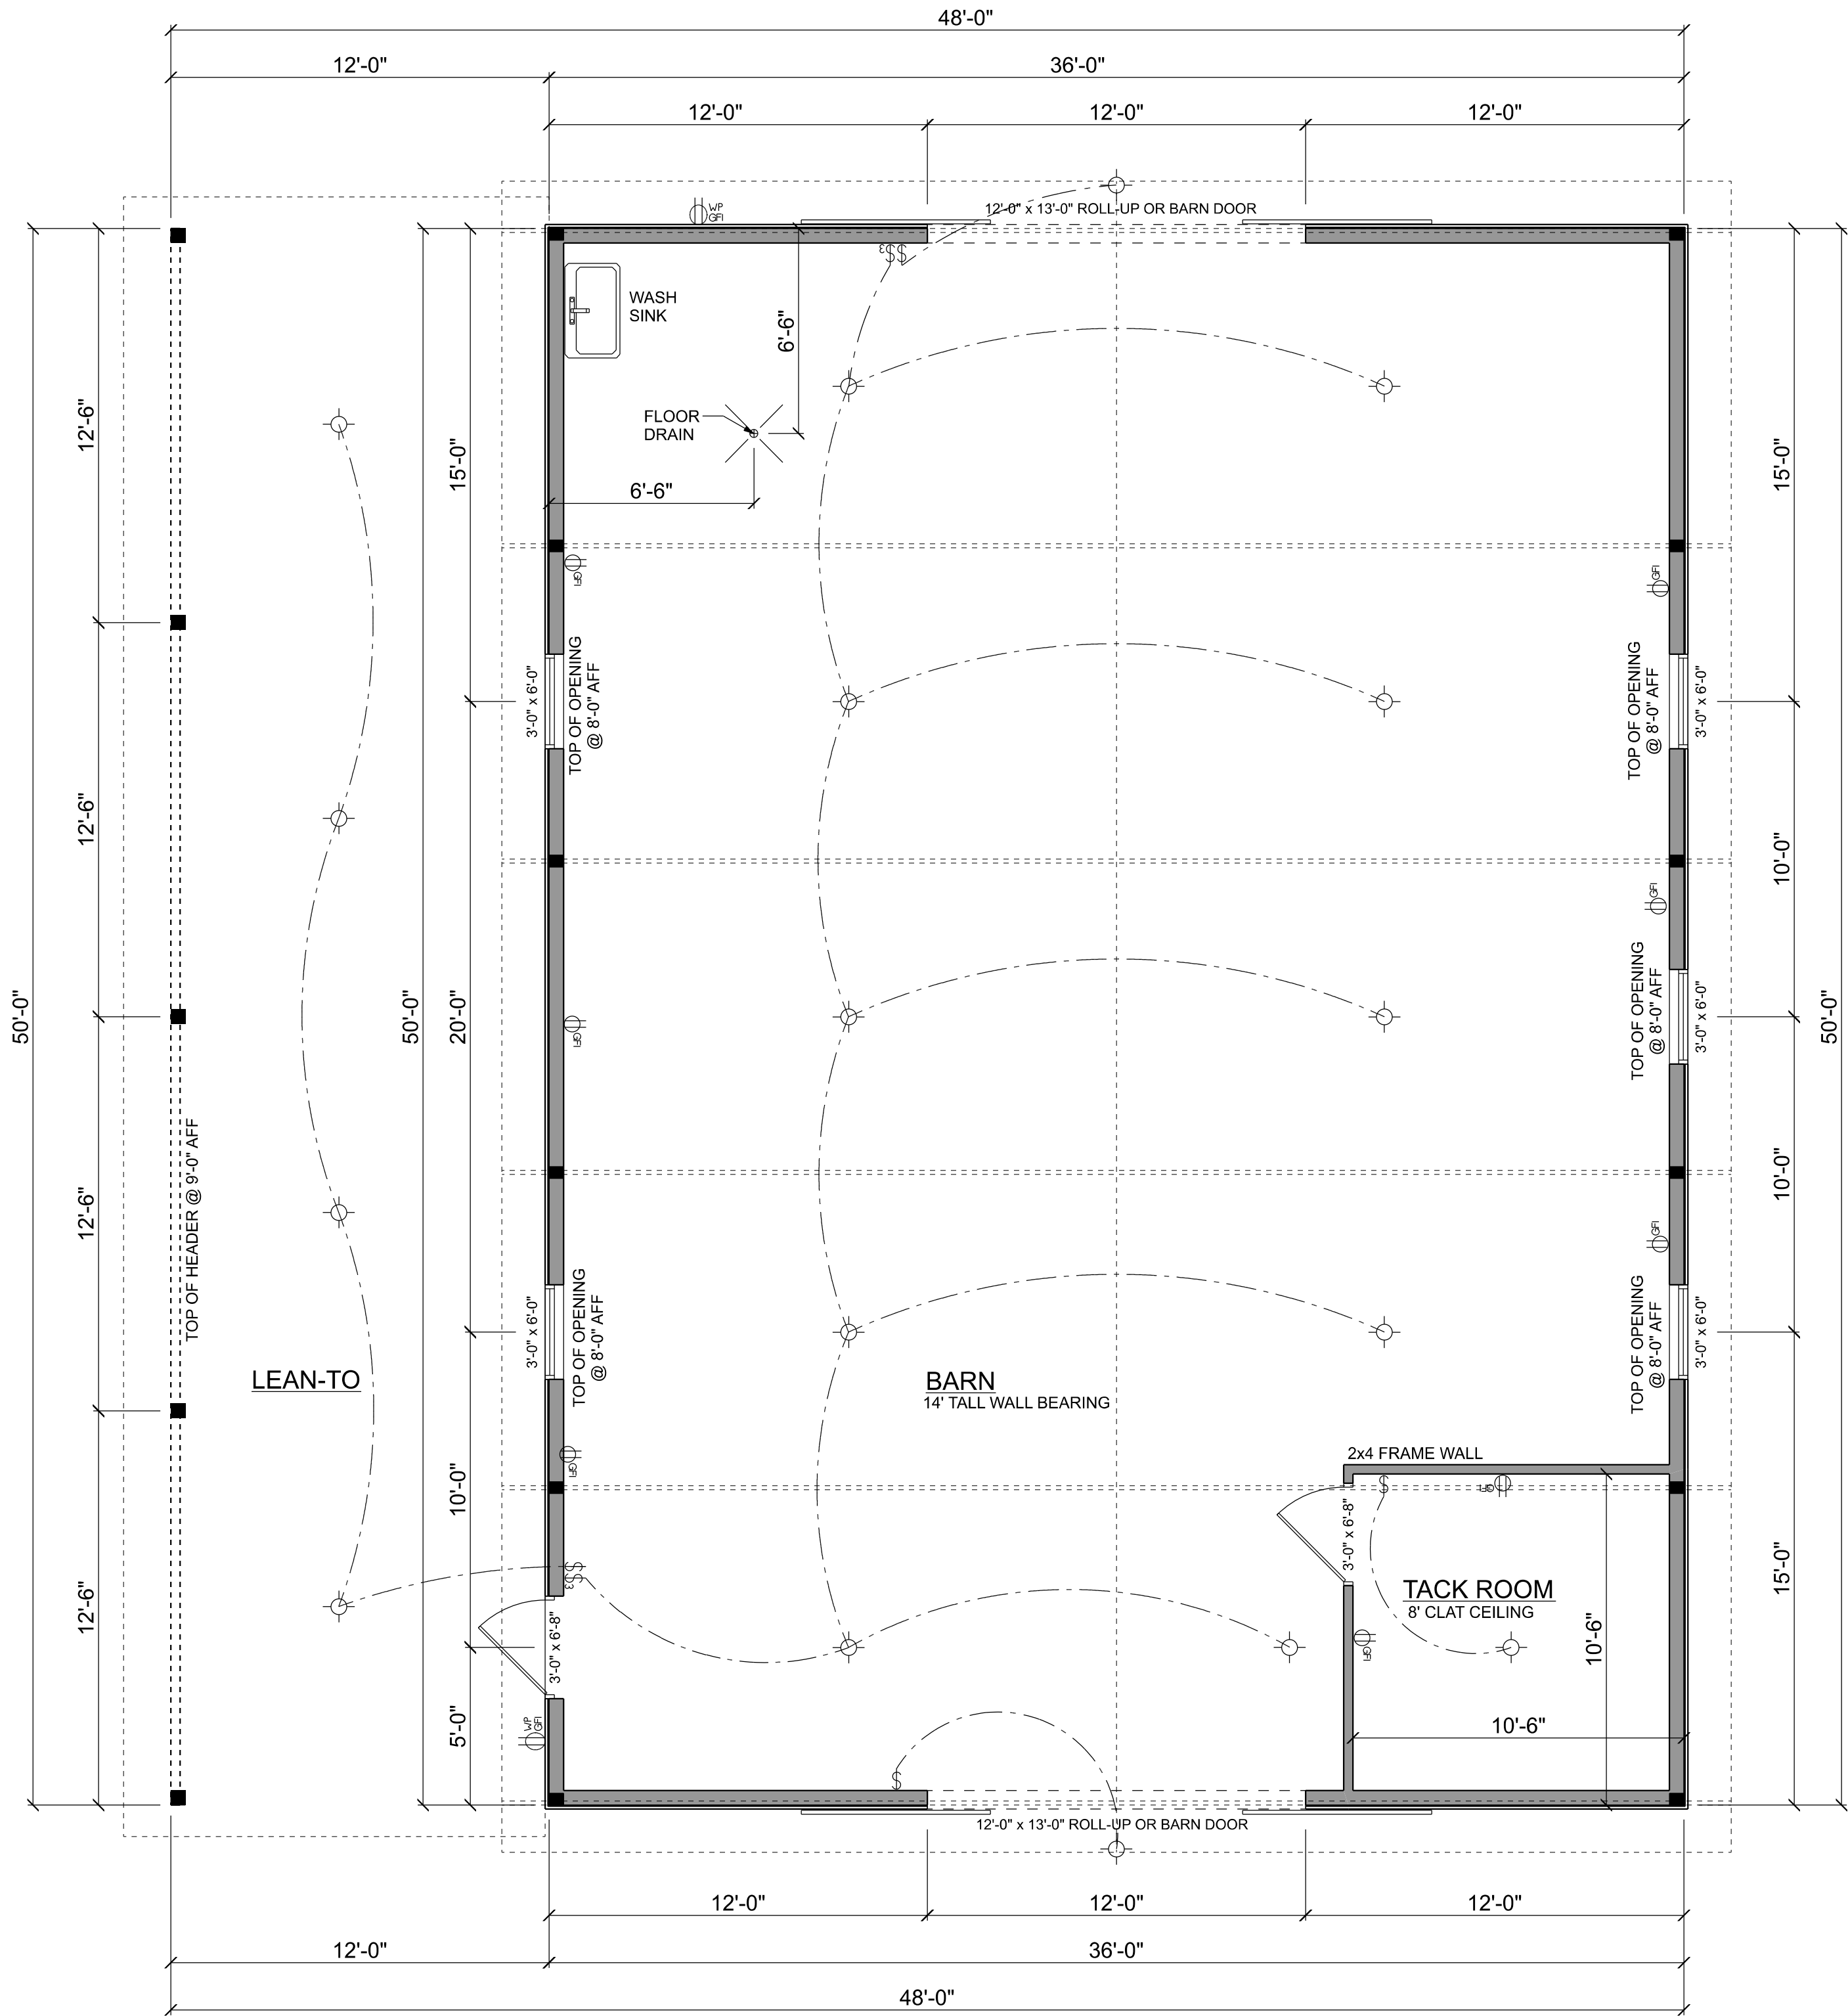 48'-0"
12'-0"
36'-0"
12'-0"
12'-0"
12'-0"
WP
GFI
12'-0" x 13'-0" ROLL-UP OR BARN DOOR
$3
$
WASH
SINK
6'-6"
FLOOR
DRAIN
6'-6"
12'-6"
15'-0"
15'-0"
GFI
GFI
3'-0" x 6'-0"
TOP OF OPENING
@ 8'-0" AFF
TOP OF OPENING
@ 8'-0" AFF
3'-0" x 6'-0"
12'-6"
10'-0"
GFI
50'-0"
50'-0"
20'-0"
GFI
TOP OF OPENING
@ 8'-0" AFF
3'-0" x 6'-0"
50'-0"
12'-6"
TOP OF HEADER @ 9'-0" AFF
10'-0"
GFI
3'-0" x 6'-0"
TOP OF OPENING
@ 8'-0" AFF
TOP OF OPENING
@ 8'-0" AFF
3'-0" x 6'-0"
LEAN-TO
BARN
14' TALL WALL BEARING
10'-0"
GFI
2x4 FRAME WALL
$
GFI
12'-6"
$
$3
3'-0" x 6'-8"
3'-0" x 6'-8"
TACK ROOM
8' CLAT CEILING
15'-0"
10'-6"
GFI
5'-0"
WP
GFI
10'-6"
$
12'-0" x 13'-0" ROLL-UP OR BARN DOOR
12'-0"
12'-0"
12'-0"
12'-0"
36'-0"
48'-0"